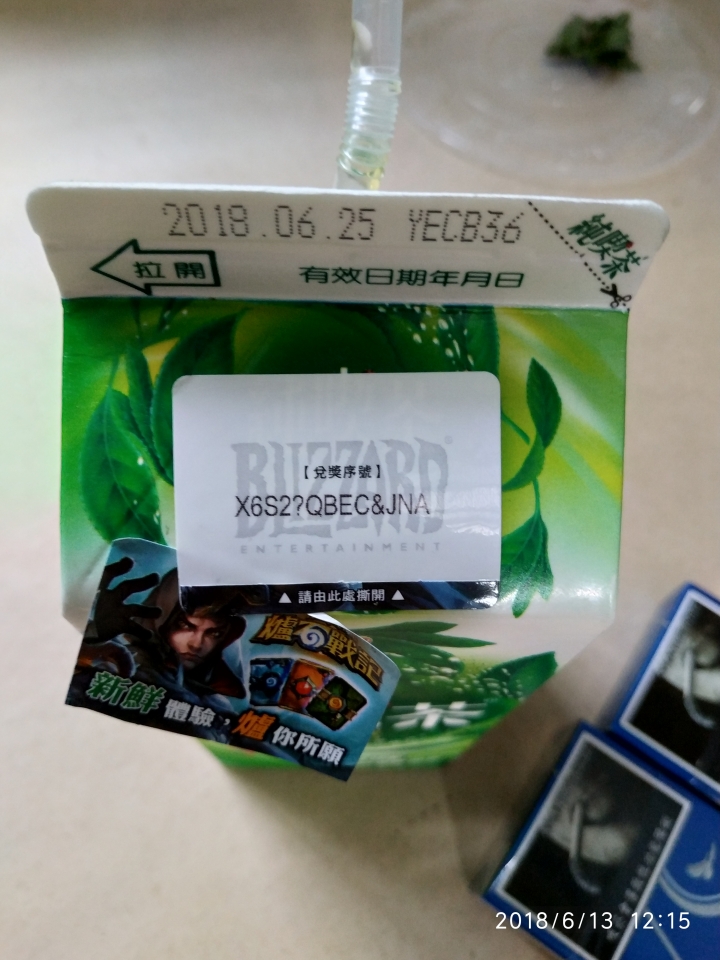 2018.06.25 YECB36
純喫茶
拉開
有效日期年月日
BLIZZARD®
ENTERTAINMENT
【兌獎序號】
X6S2?QBEC&JNA
▲ 請由此處撕開 ▲
爐石戰記
新鮮體驗，爐你所願
茶
2018/6/13 12:15